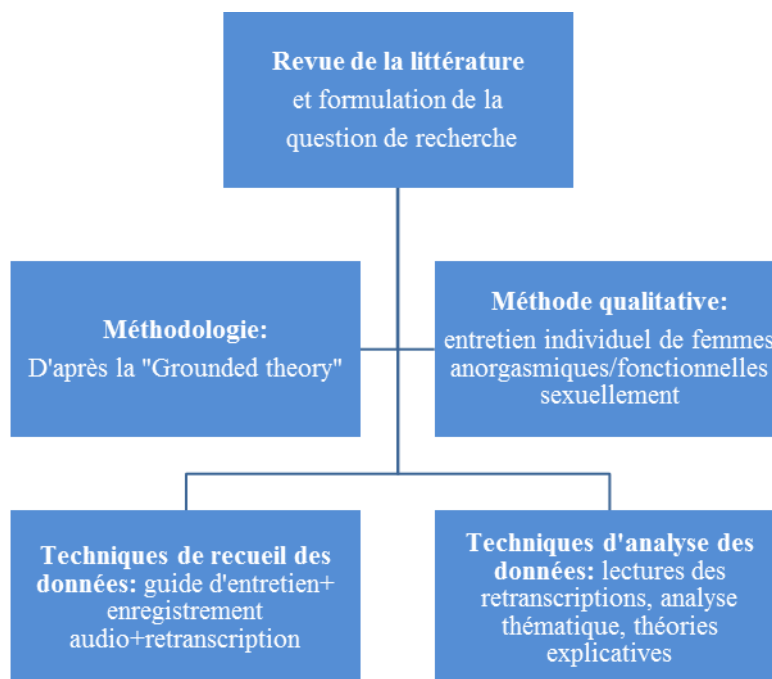 Revue de la littérature
et formulation de la
question de recherche
Méthodologie:
D'après la "Grounded theory"
Méthode qualitative:
entretien individuel de femmes
anorgasmiques/fonctionnelles
sexuellement
Techniques de recueil des
données: guide d'entretien+
enregistrement
audio+retranscription
Techniques d'analyse des
données: lectures des
retranscriptions, analyse
thématique, théories
explicatives